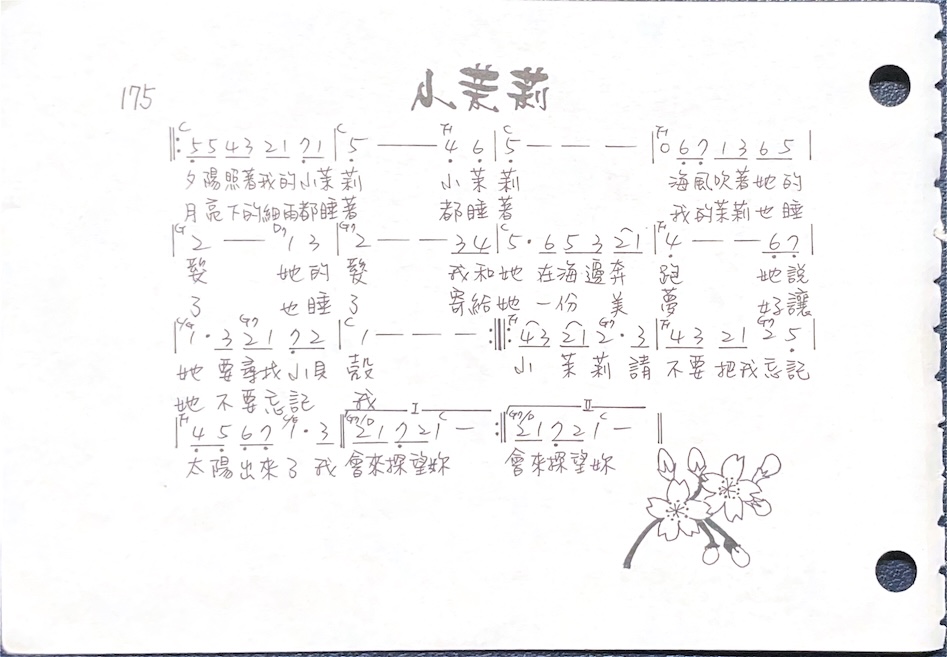 175
小茉莉
C F C F
‖: 5 5 4 3 2 1 7 1 | 5 — — 4 6 | 5 — — — | 0 6 7 1 3 6 5 |
夕陽照著我的小茉莉 小茉莉 海風吹著她的
月亮下的細雨都睡著 都睡著 我的茉莉也睡
G D7 G7 C F
| 2 — — 1 3 | 2 — — 3 4 | 5 · 6 5 3 2 1 | 4 — — 6 7 |
髮 她的髮 我和她在海邊奔跑 她說
了 也睡了 寄給她一份美夢 好讓
C/G G7 C F G7 F G7
| 1 · 3 2 1 7 2 | 1 — — — :‖: 4 3 2 1 2 · 3 | 4 3 2 1 2 5 |
她要尋找小貝殼 小茉莉請不要把我忘記
她不要忘記我
I II
F C/G G7/D C G7/D C
| 4 5 6 7 1 · 3 ‖ 2 1 7 2 1 — :‖ 2 1 7 2 1 — ‖
太陽出來了我會來探望妳 會來探望妳